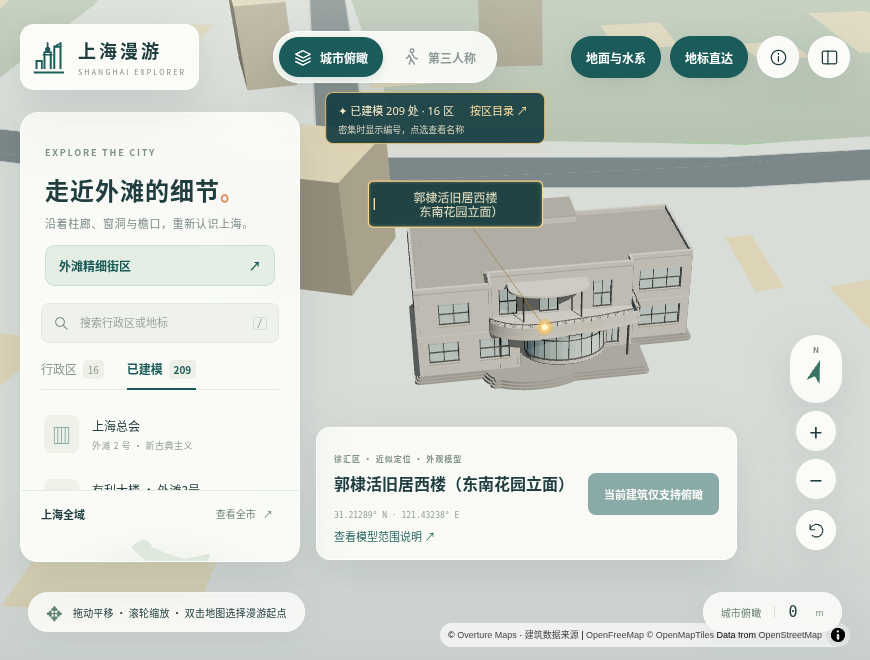 上海漫游
SHANGHAI EXPLORER
城市俯瞰
第三人称
地面与水系
地标直达
✦ 已建模 209 处 · 16 区 按区目录 ↗
密集时显示编号，点选查看名称
EXPLORE THE CITY
走近外滩的细节。
沿着柱廊、窗洞与檐口，重新认识上海。
外滩精细街区 ↗
搜索行政区或地标 /
行政区 16 已建模 209
上海总会
外滩 2 号 · 新古典主义
有利大楼 · 外滩3号
上海全域 查看全市 ↗
郭棣活旧居西楼
东南花园立面）
N
徐汇区 · 近似定位 · 外观模型
郭棣活旧居西楼（东南花园立面）
31.21289° N · 121.43238° E
查看模型范围说明 ↗
当前建筑仅支持俯瞰
拖动平移 · 滚轮缩放 · 双击地图选择漫游起点
城市俯瞰 0 m
© Overture Maps · 建筑数据来源 | OpenFreeMap © OpenMapTiles Data from OpenStreetMap